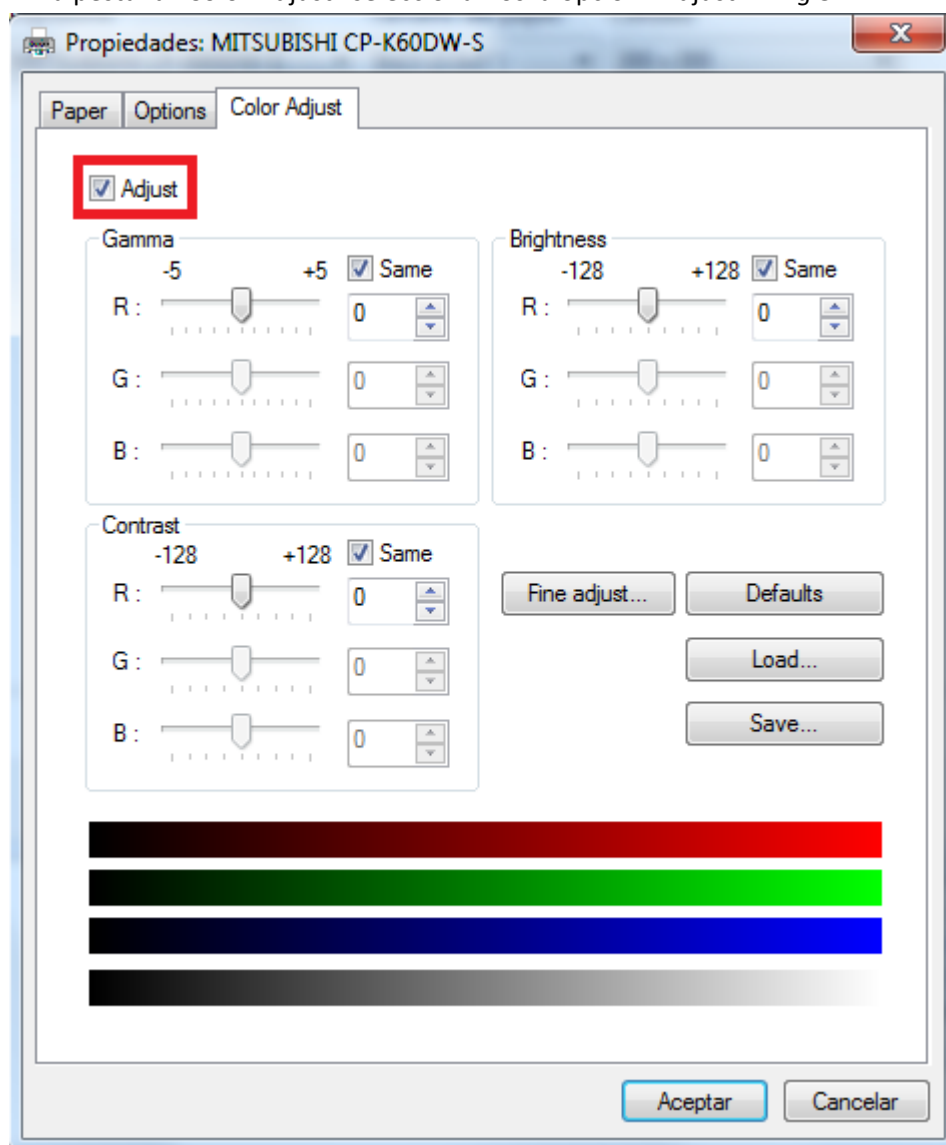 Propiedades: MITSUBISHI CP-K60DW-S
Paper Options Color Adjust
Adjust
Gamma
-5 +5 Same
R : 0
G : 0
B : 0
Brightness
-128 +128 Same
R : 0
G : 0
B : 0
Contrast
-128 +128 Same
R : 0
G : 0
B : 0
Fine adjust... Defaults
Load...
Save...
Aceptar Cancelar